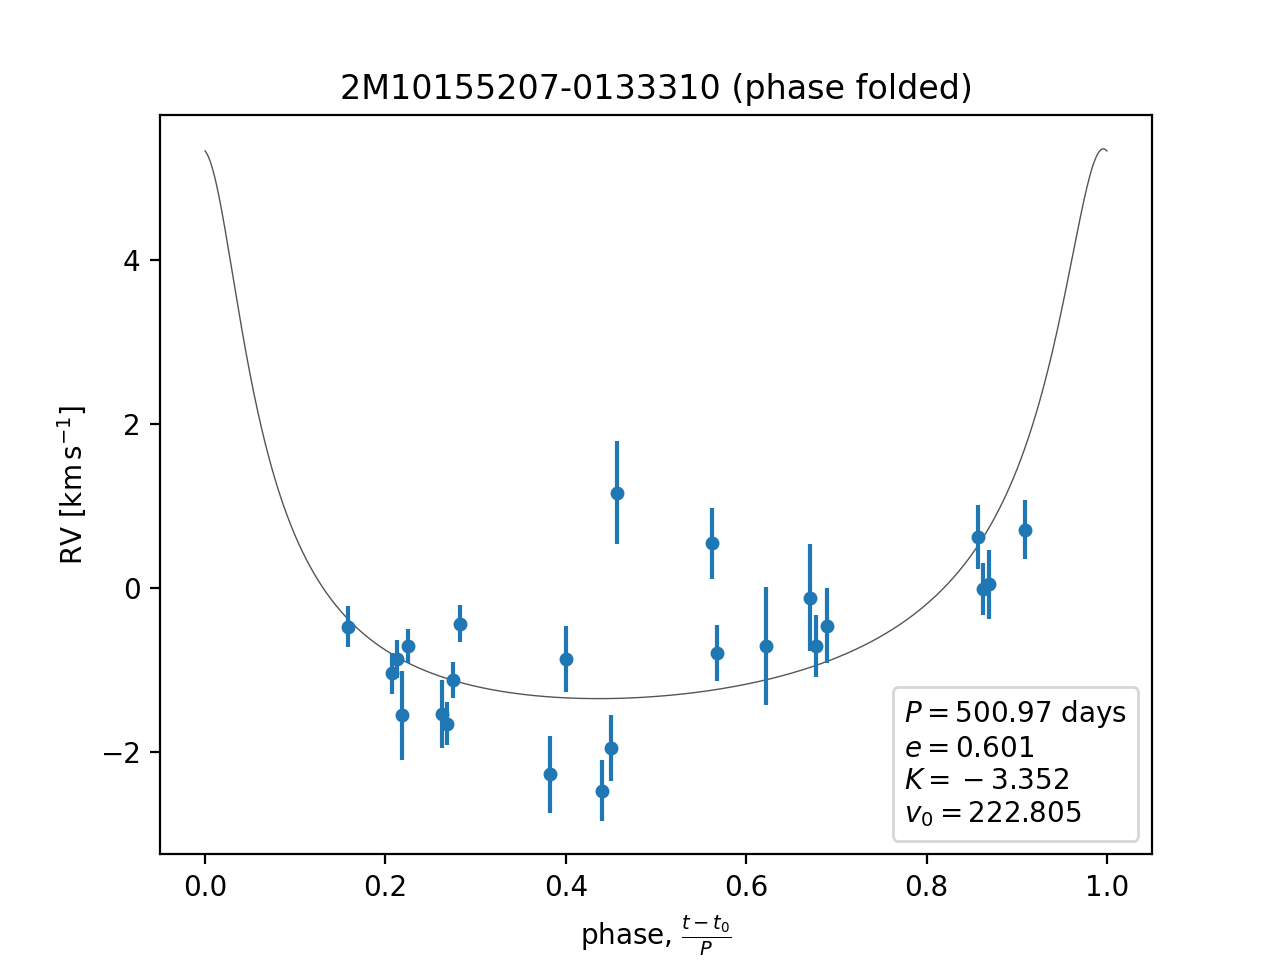 2M10155207-0133310 (phase folded)
RV [km s⁻¹]
4
2
0
−2
0.0 0.2 0.4 0.6 0.8 1.0
phase, (t − t₀)/P
P = 500.97 days
e = 0.601
K = −3.352
v₀ = 222.805